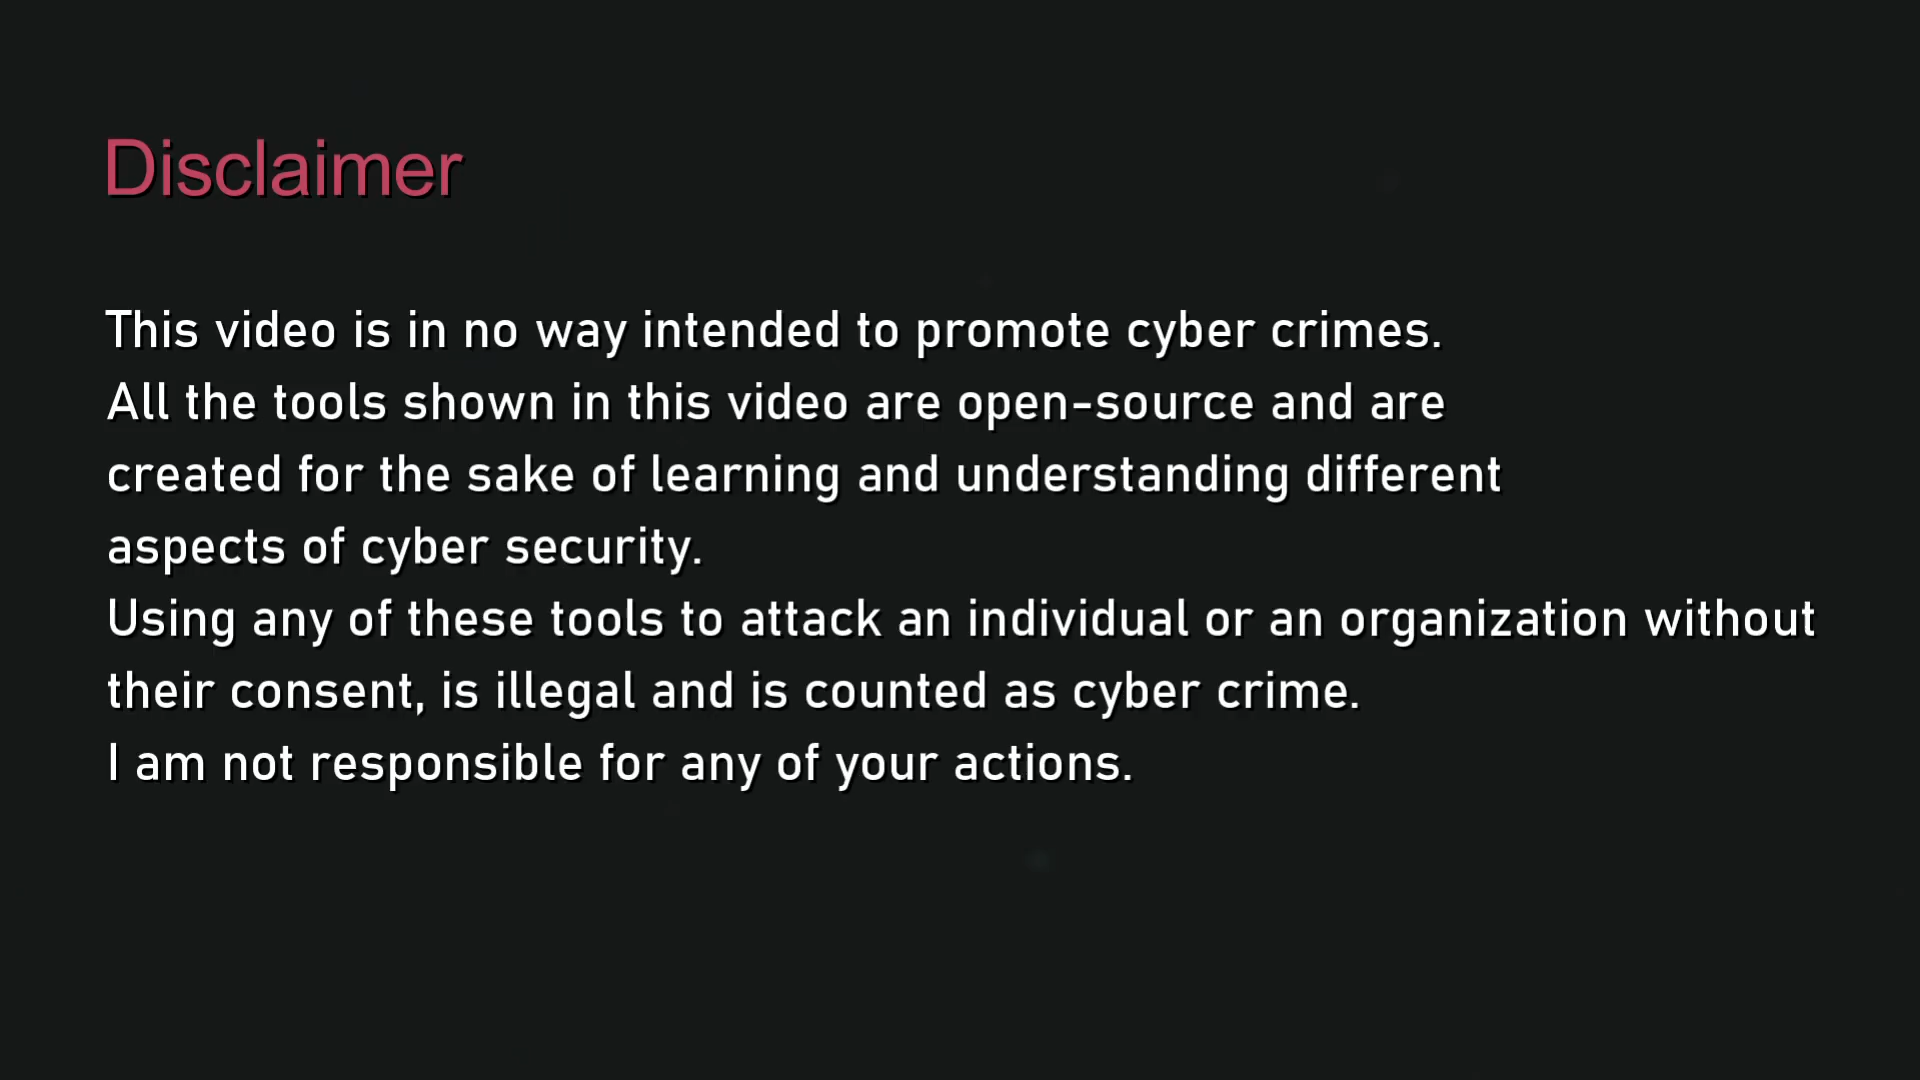 Disclaimer
This video is in no way intended to promote cyber crimes.
All the tools shown in this video are open-source and are
created for the sake of learning and understanding different
aspects of cyber security.
Using any of these tools to attack an individual or an organization without
their consent, is illegal and is counted as cyber crime.
I am not responsible for any of your actions.